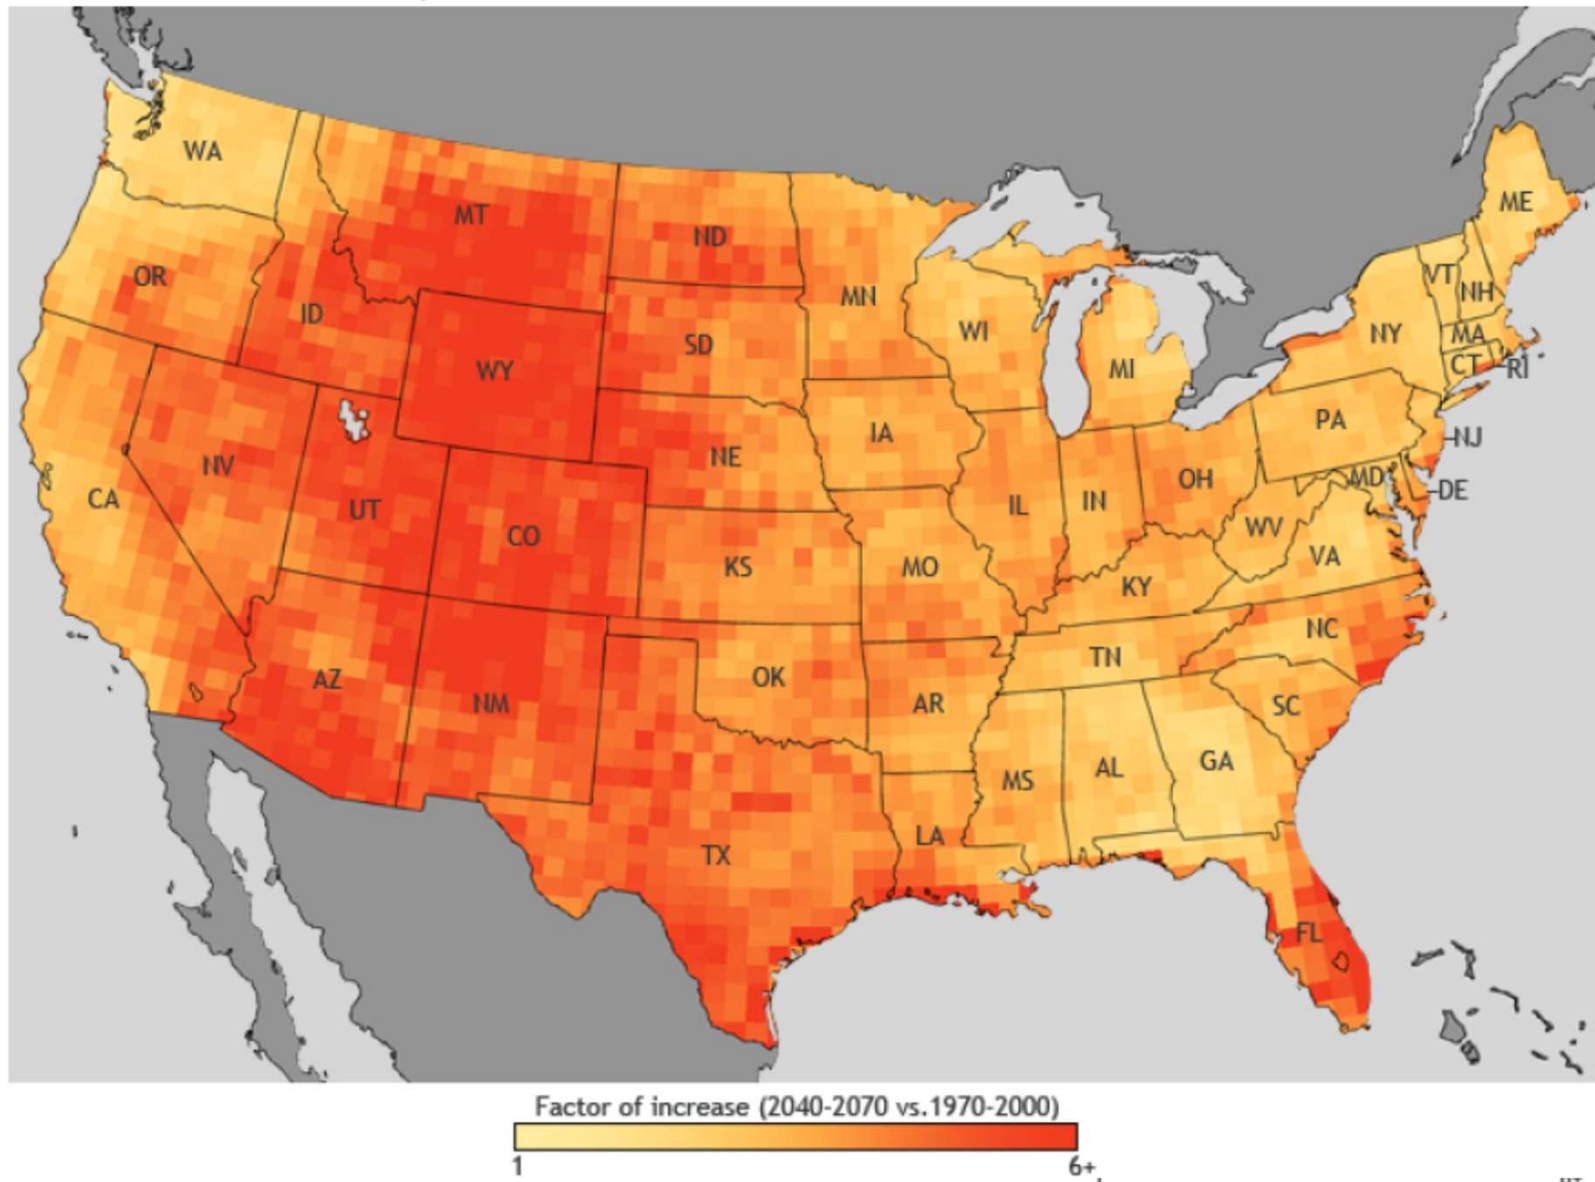 WA
MT
ND
OR
ID
MN
WI
MI
ME
VT
NH
NY
MA
CT
RI
WY
SD
IA
PA
NJ
NE
NV
UT
CA
CO
KS
IL
IN
OH
MD
DE
WV
VA
MO
KY
NC
TN
AZ
NM
OK
AR
SC
MS
AL
GA
LA
TX
FL
Factor of increase (2040-2070 vs.1970-2000)
1
6+